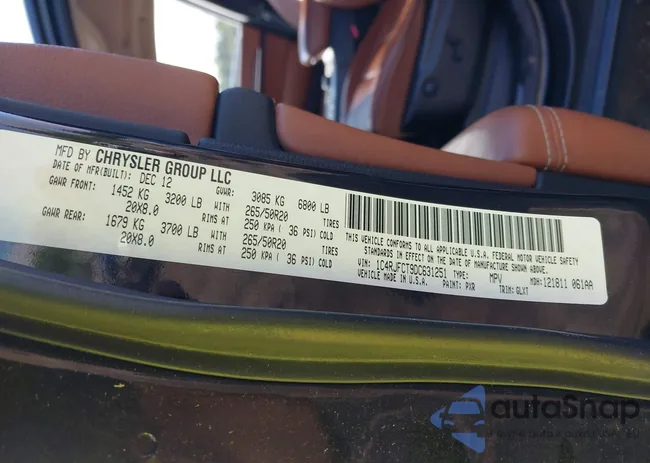 MFD BY CHRYSLER GROUP LLC
DATE OF MFR(BUILT): DEC 12 GVWR: 3085 KG 6800 LB
GAWR FRONT: 1452 KG 3200 LB WITH 265/50R20 TIRES
20X8.0 RIMS AT 250 KPA ( 36 PSI) COLD
GAWR REAR: 1679 KG 3700 LB WITH 265/50R20 TIRES
20X8.0 RIMS AT 250 KPA ( 36 PSI) COLD
THIS VEHICLE CONFORMS TO ALL APPLICABLE U.S.A. FEDERAL MOTOR VEHICLE SAFETY
STANDARDS IN EFFECT ON THE DATE OF MANUFACTURE SHOWN ABOVE.
VIN: 1C4RJFCT9DC631251 TYPE: MPV MDH: 121811 061AA
VEHICLE MADE IN U.S.A. PAINT: PXR TRIM: GLXT
autaSnap